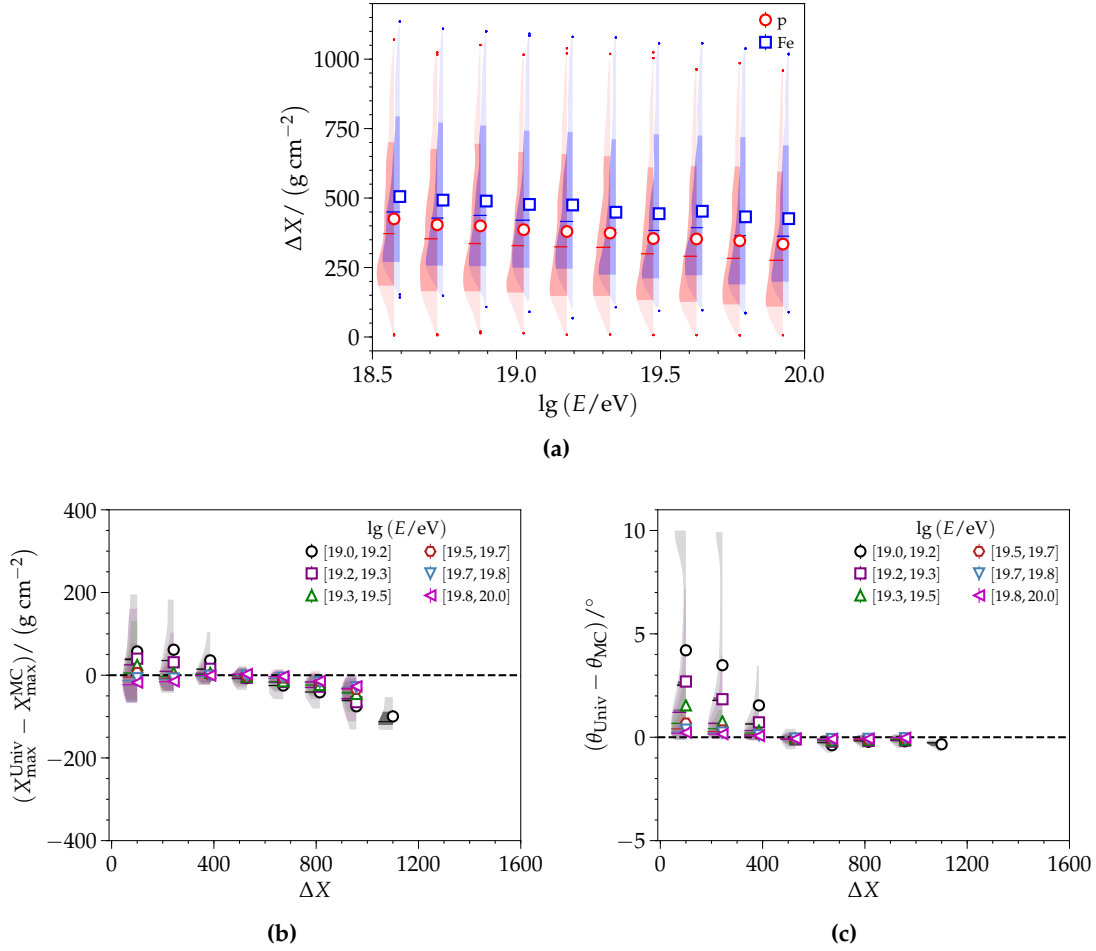 p
Fe
1000
750
500
250
0
ΔX/ (g cm⁻²)
18.5 19.0 19.5 20.0
lg (E/eV)
(a)
lg (E/eV)
[19.0, 19.2] [19.5, 19.7]
[19.2, 19.3] [19.7, 19.8]
[19.3, 19.5] [19.8, 20.0]
400
200
0
−200
−400
(X_max^Univ − X_max^MC)/ (g cm⁻²)
0 400 800 1200 1600
ΔX
(b)
lg (E/eV)
[19.0, 19.2] [19.5, 19.7]
[19.2, 19.3] [19.7, 19.8]
[19.3, 19.5] [19.8, 20.0]
10
5
0
−5
(θ_Univ − θ_MC)/°
0 400 800 1200 1600
ΔX
(c)